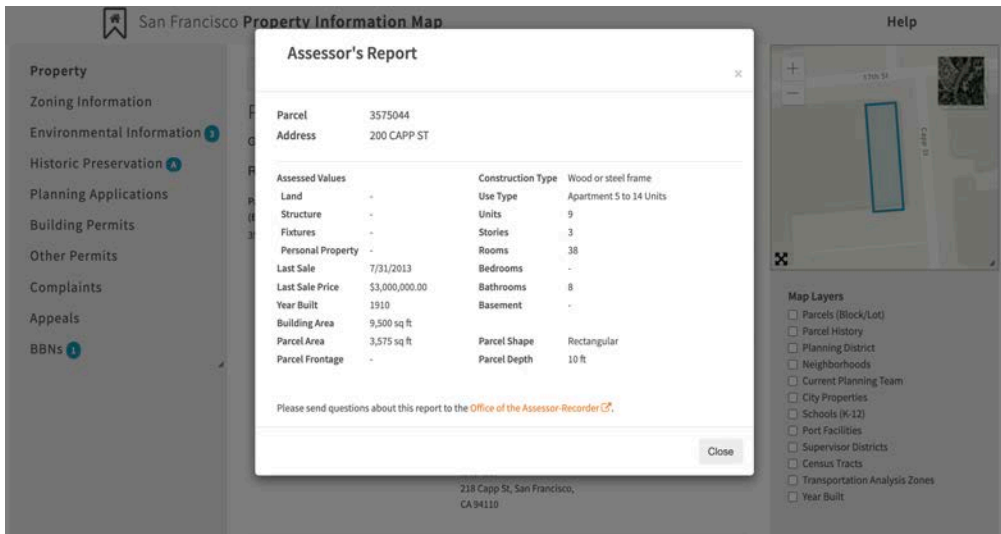 San Francisco Property Information Map
Help
Property
Zoning Information
Environmental Information 3
Historic Preservation A
Planning Applications
Building Permits
Other Permits
Complaints
Appeals
BBNs 1
Assessor's Report
×
Parcel 3575044
Address 200 CAPP ST
Assessed Values
Land -
Structure -
Fixtures -
Personal Property -
Last Sale 7/31/2013
Last Sale Price $3,000,000.00
Year Built 1910
Building Area 9,500 sq ft
Parcel Area 3,575 sq ft
Parcel Frontage -
Construction Type Wood or steel frame
Use Type Apartment 5 to 14 Units
Units 9
Stories 3
Rooms 38
Bedrooms -
Bathrooms 8
Basement -
Parcel Shape Rectangular
Parcel Depth 10 ft
Please send questions about this report to the Office of the Assessor-Recorder.
Close
218 Capp St, San Francisco,
CA 94110
+
−
17th St
Capp St
Map Layers
Parcels (Block/Lot)
Parcel History
Planning District
Neighborhoods
Current Planning Team
City Properties
Schools (K-12)
Port Facilities
Supervisor Districts
Census Tracts
Transportation Analysis Zones
Year Built